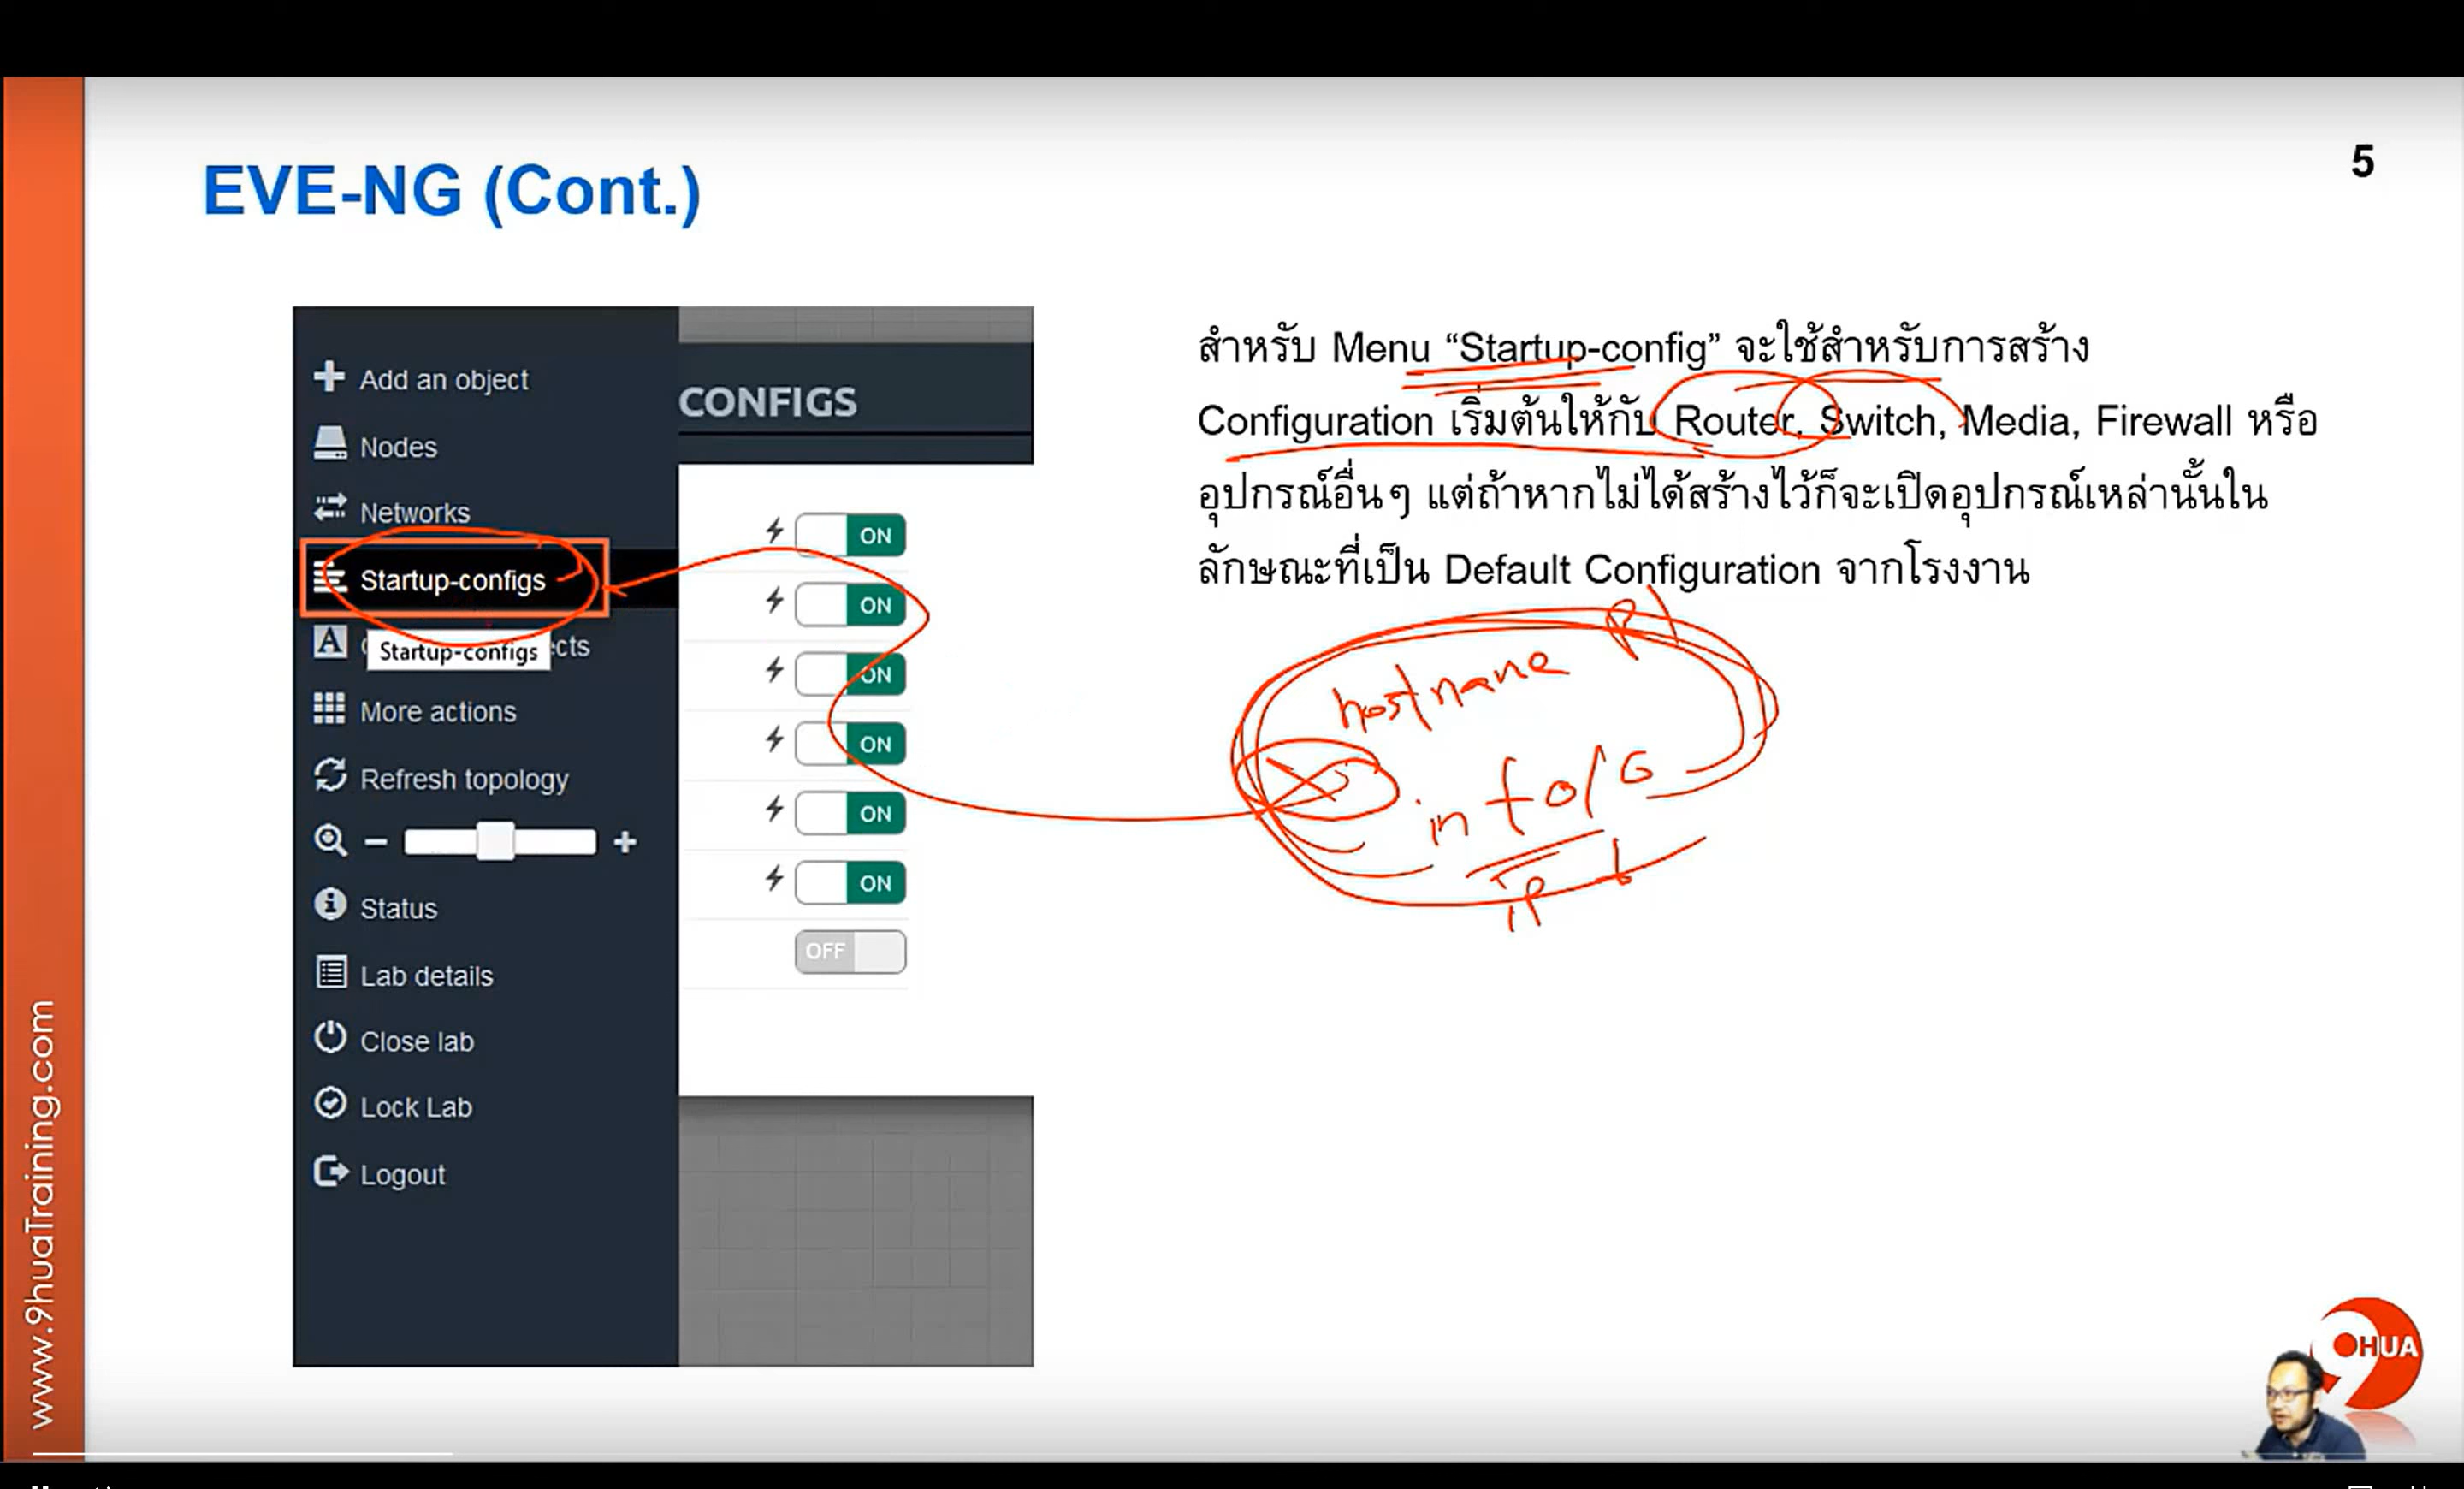 5
EVE-NG (Cont.)
Add an object
Nodes
Networks
Startup-configs
Startup-configs
cts
More actions
Refresh topology
Status
Lab details
Close lab
Lock Lab
Logout
CONFIGS
ON
ON
ON
ON
ON
ON
OFF
สำหรับ Menu “Startup-config” จะใช้สำหรับการสร้าง
Configuration เริ่มต้นให้กับ Router, Switch, Media, Firewall หรือ
อุปกรณ์อื่นๆ แต่ถ้าหากไม่ได้สร้างไว้ก็จะเปิดอุปกรณ์เหล่านั้นใน
ลักษณะที่เป็น Default Configuration จากโรงงาน
hostname R1
int 0/0
ip
www.9huaTraining.com
9HUA